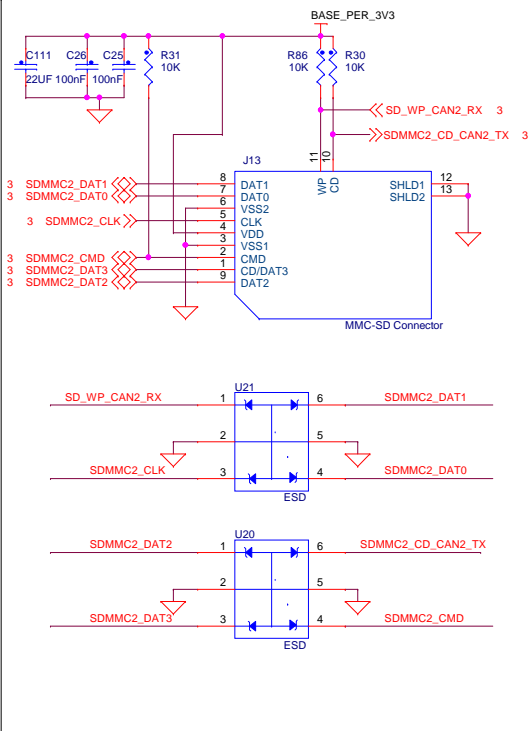 BASE_PER_3V3
C111 C26 C25 R31 R86 R30
22UF 100nF 100nF 10K 10K 10K
SD_WP_CAN2_RX 3
SDMMC2_CD_CAN2_TX 3
J13
11 10
WP CD
3 SDMMC2_DAT1 8 DAT1 SHLD1 12
3 SDMMC2_DAT0 7 DAT0 SHLD2 13
6 VSS2
3 SDMMC2_CLK 5 CLK
4 VDD
3 VSS1
3 SDMMC2_CMD 2 CMD
3 SDMMC2_DAT3 1 CD/DAT3
3 SDMMC2_DAT2 9 DAT2
MMC-SD Connector
U21
SD_WP_CAN2_RX 1 6 SDMMC2_DAT1
2 5
SDMMC2_CLK 3 4 SDMMC2_DAT0
ESD
U20
SDMMC2_DAT2 1 6 SDMMC2_CD_CAN2_TX
2 5
SDMMC2_DAT3 3 4 SDMMC2_CMD
ESD